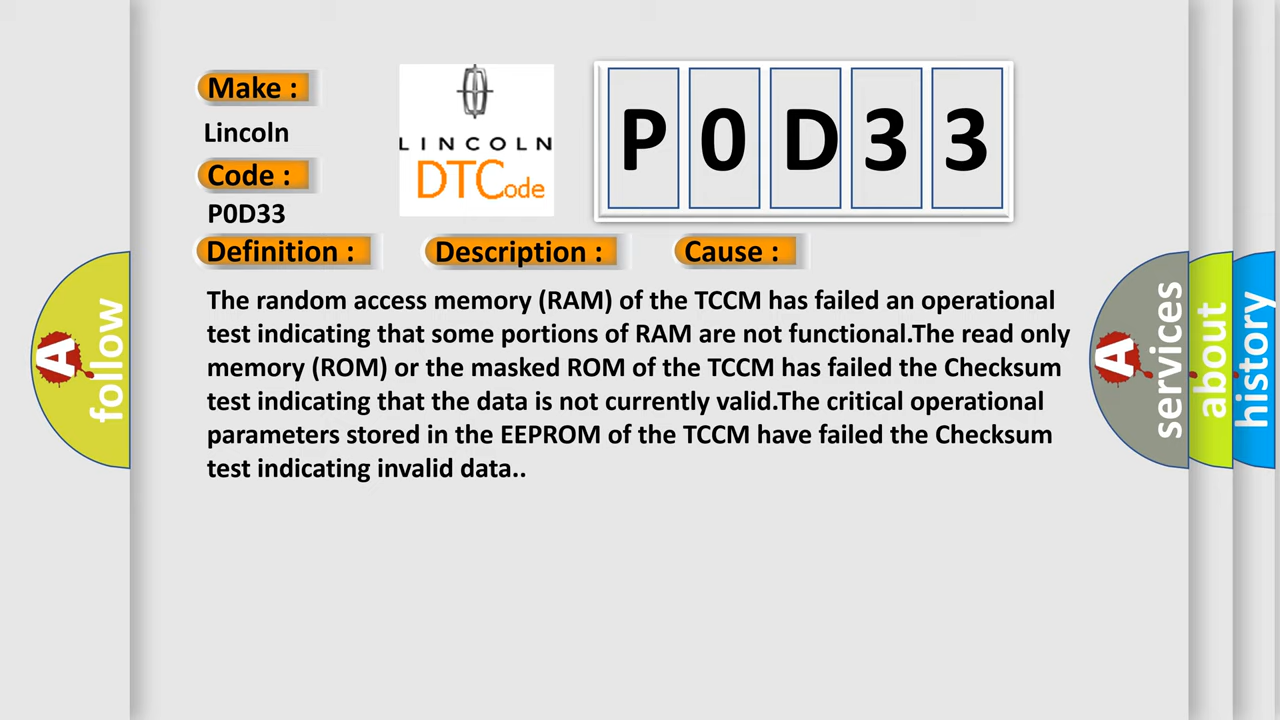 Make :
Lincoln
Code :
P0D33
LINCOLN
DTCode
P0D33
Definition :
Description :
Cause :
The random access memory (RAM) of the TCCM has failed an operational
test indicating that some portions of RAM are not functional.The read only
memory (ROM) or the masked ROM of the TCCM has failed the Checksum
test indicating that the data is not currently valid.The critical operational
parameters stored in the EEPROM of the TCCM have failed the Checksum
test indicating invalid data..
A
follow
A
services
about
history